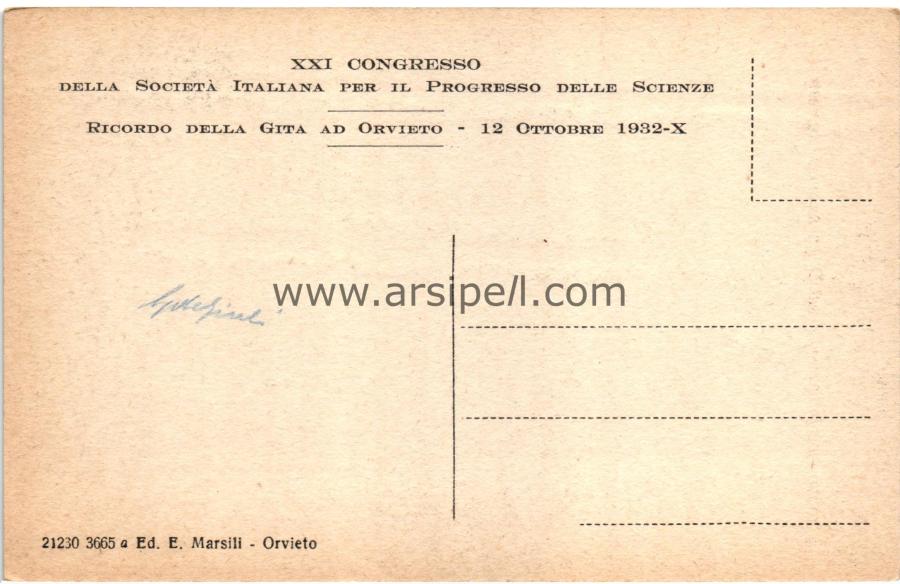 XXI CONGRESSO
DELLA SOCIETÀ ITALIANA PER IL PROGRESSO DELLE SCIENZE
RICORDO DELLA GITA AD ORVIETO - 12 OTTOBRE 1932-X
www.arsipell.com
21230 3665 a Ed. E. Marsili - Orvieto